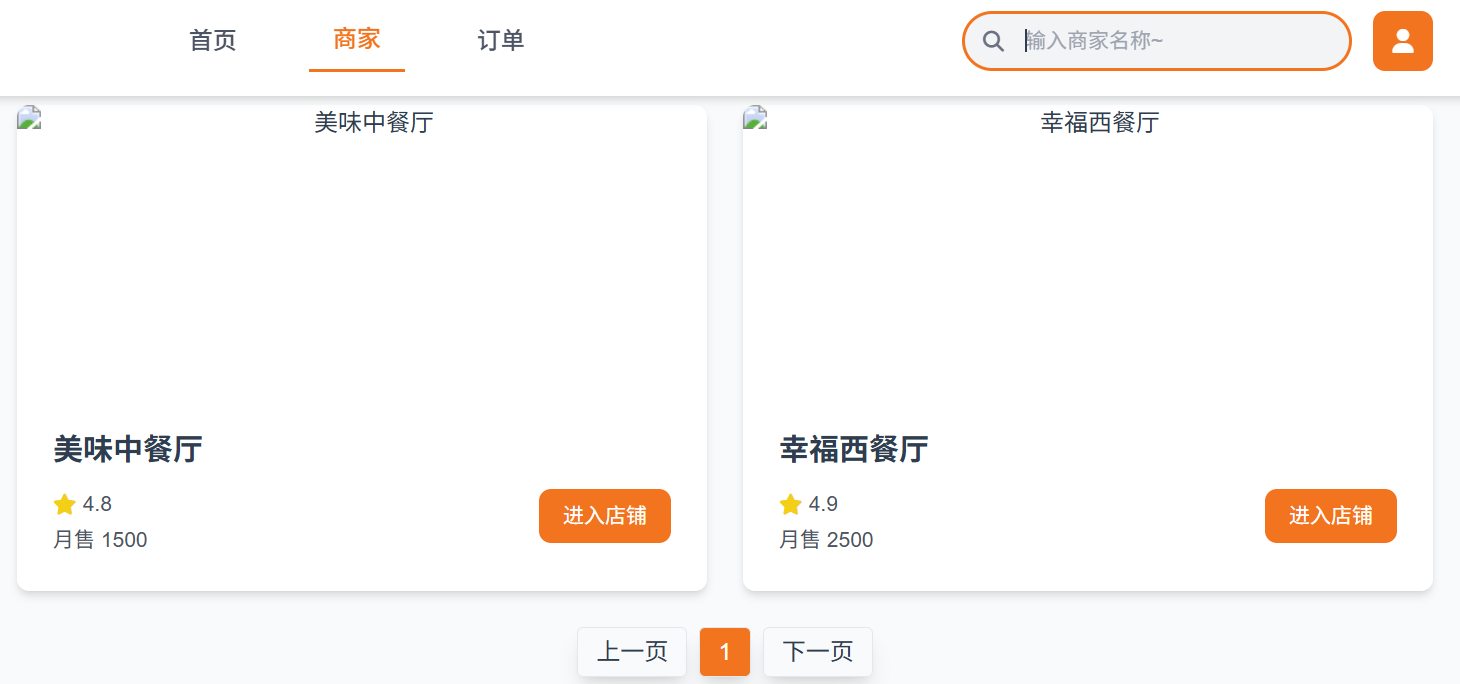 首页 商家 订单 输入商家名称~
美味中餐厅 幸福西餐厅
美味中餐厅
4.8
月售 1500
进入店铺
幸福西餐厅
4.9
月售 2500
进入店铺
上一页 1 下一页